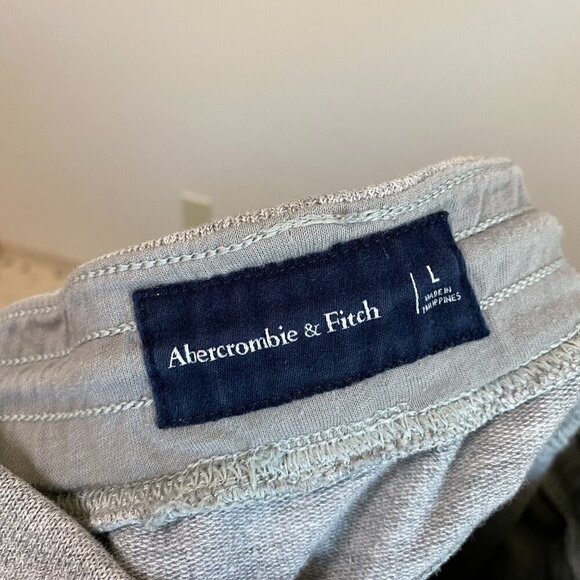 Abercrombie & Fitch
L
MADE IN
PHILIPPINES